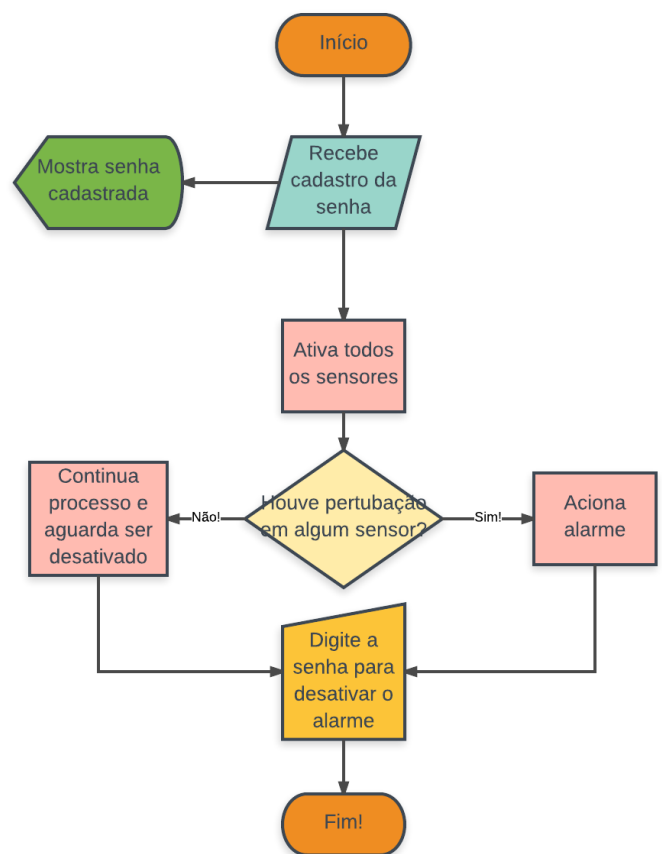 Início
Recebe
cadastro da
senha
Mostra senha
cadastrada
Ativa todos
os sensores
Houve pertubação
em algum sensor?
Não!
Sim!
Continua
processo e
aguarda ser
desativado
Aciona
alarme
Digite a
senha para
desativar o
alarme
Fim!